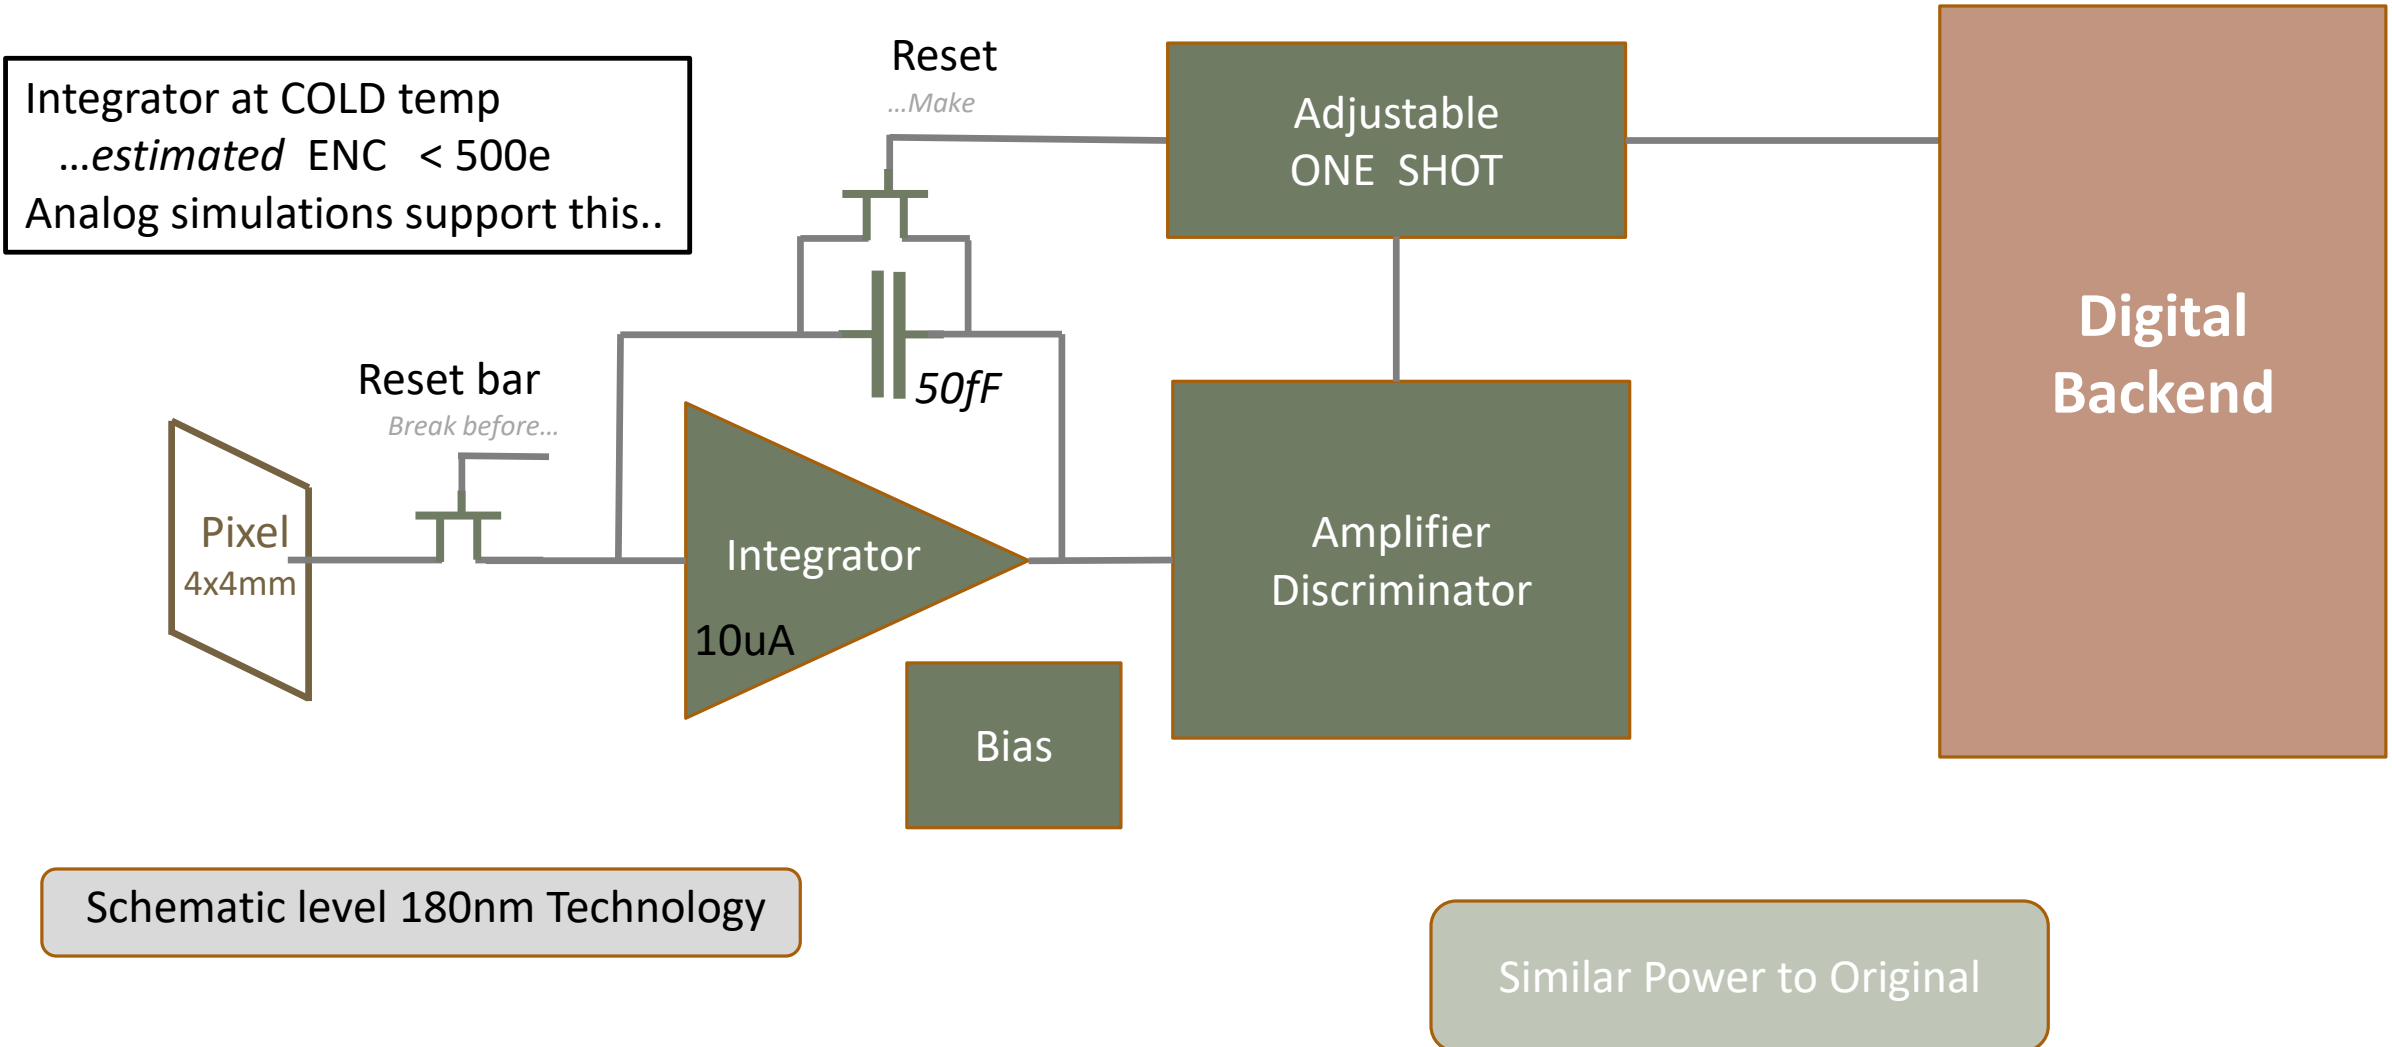 Integrator at COLD temp
…estimated ENC < 500e
Analog simulations support this..
Reset
…Make
Adjustable
ONE SHOT
Digital
Backend
Reset bar
Break before…
50fF
Pixel
4x4mm
Integrator
10uA
Amplifier
Discriminator
Bias
Schematic level 180nm Technology
Similar Power to Original